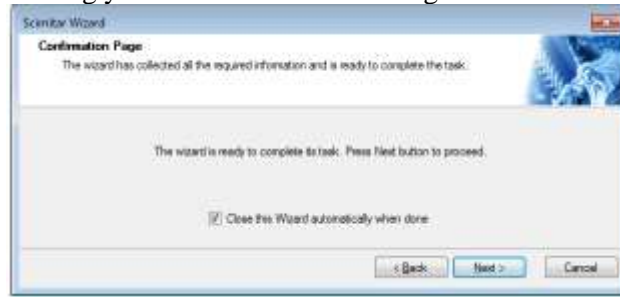 Scimitar Wizard
Confirmation Page
The wizard has collected all the required information and is ready to complete the task.
The wizard is ready to complete its task. Press Next button to proceed.
Close this Wizard automatically when done
< Back Next > Cancel